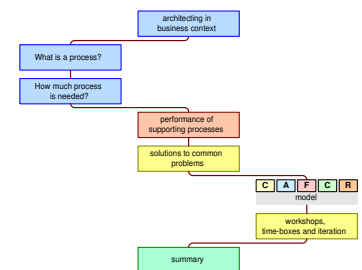 architecting in
business context
What is a process?
How much process
is needed?
performance of
supporting processes
solutions to common
problems
C A F C R
model
workshops,
time-boxes and iteration
summary